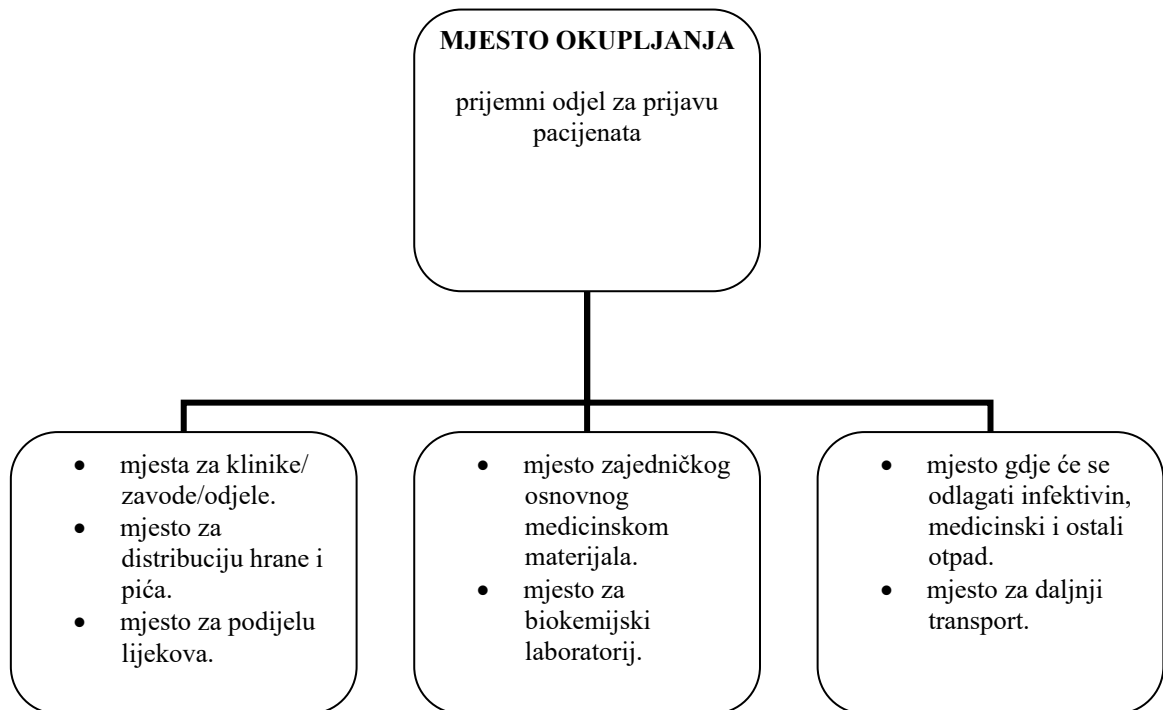 MJESTO OKUPLJANJA
prijemni odjel za prijavu
pacijenata
• mjesta za klinike/
zavode/odjele.
• mjesto za
distribuciju hrane i
pića.
• mjesto za podijelu
lijekova.
• mjesto zajedničkog
osnovnog
medicinskom
materijala.
• mjesto za
biokemijski
laboratorij.
• mjesto gdje će se
odlagati infektivin,
medicinski i ostali
otpad.
• mjesto za daljnji
transport.